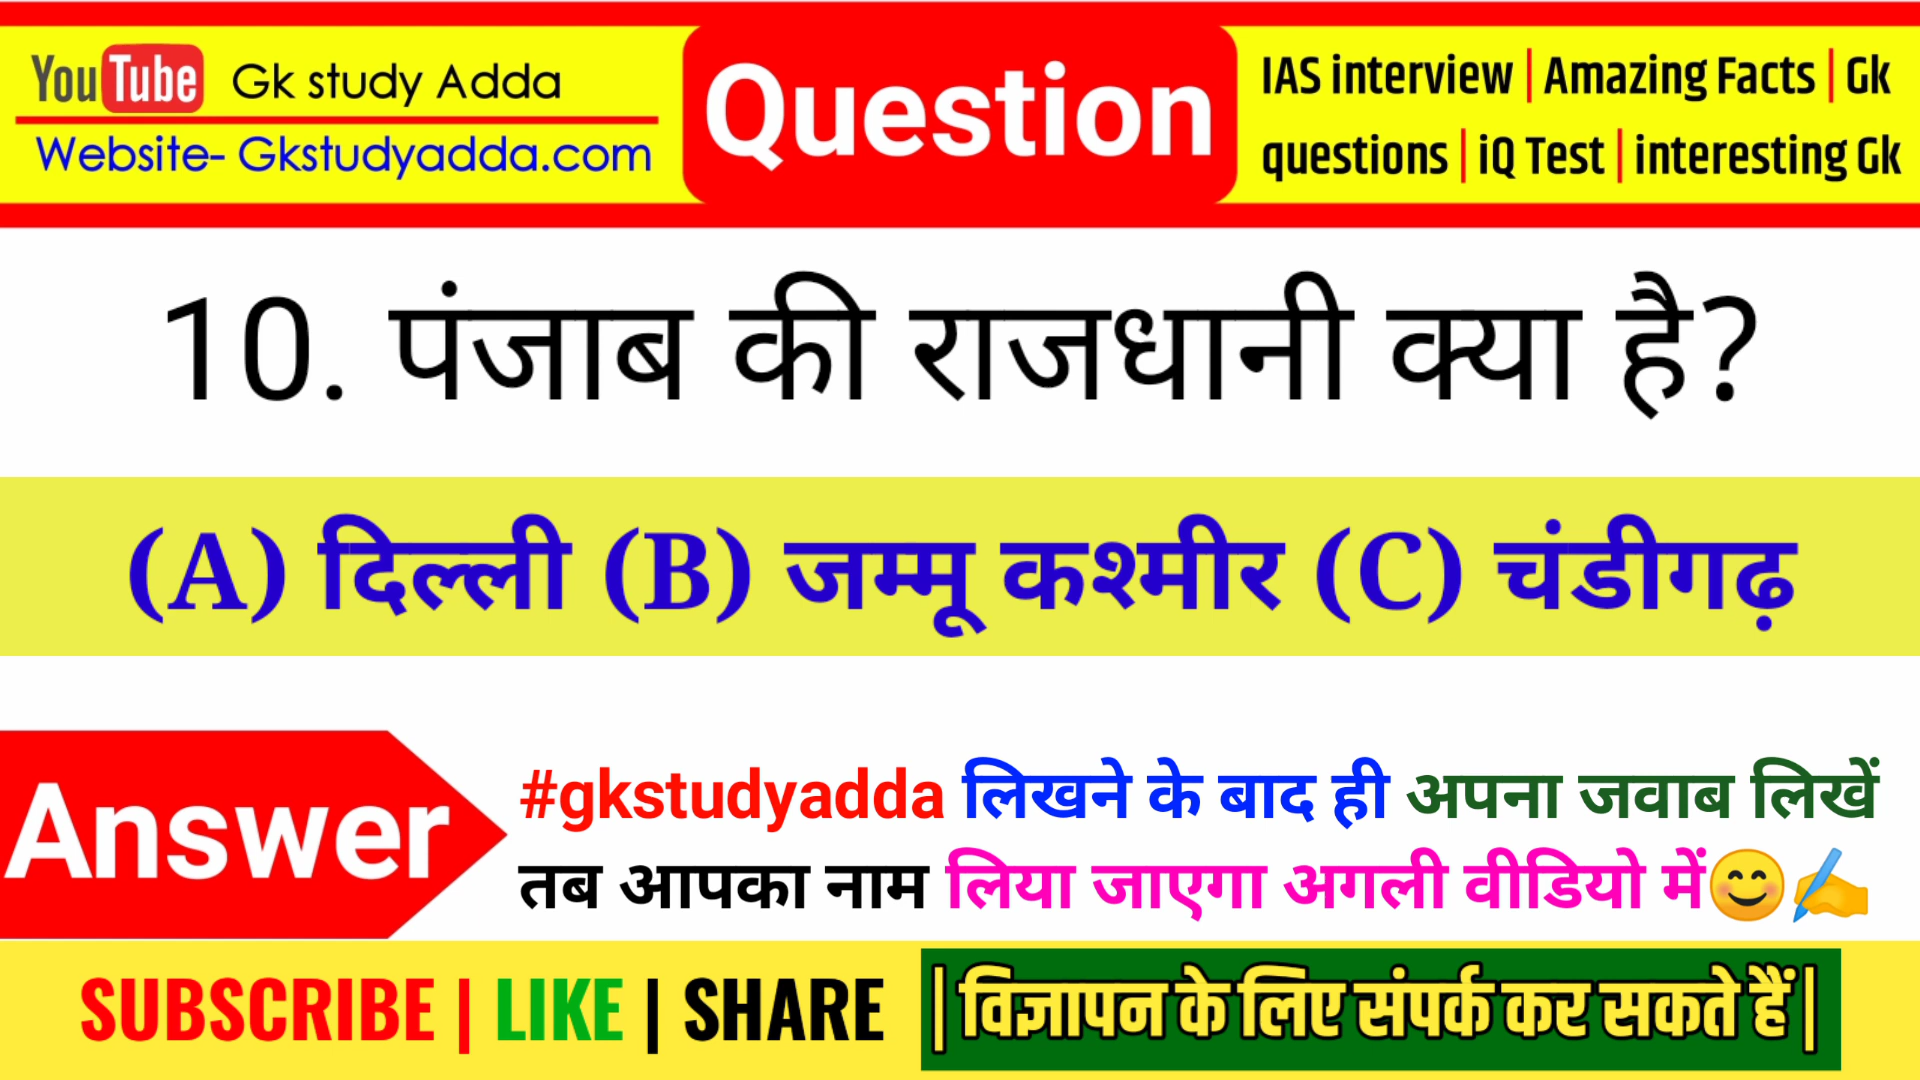 YouTube Gk study Adda
Website- Gkstudyadda.com
Question
IAS interview | Amazing Facts | Gk
questions | iQ Test | interesting Gk
10. पंजाब की राजधानी क्या है?
(A) दिल्ली (B) जम्मू कश्मीर (C) चंडीगढ़
Answer
#gkstudyadda लिखने के बाद ही अपना जवाब लिखें
तब आपका नाम लिया जाएगा अगली वीडियो में😊✍️
SUBSCRIBE | LIKE | SHARE | विज्ञापन के लिए संपर्क कर सकते हैं |